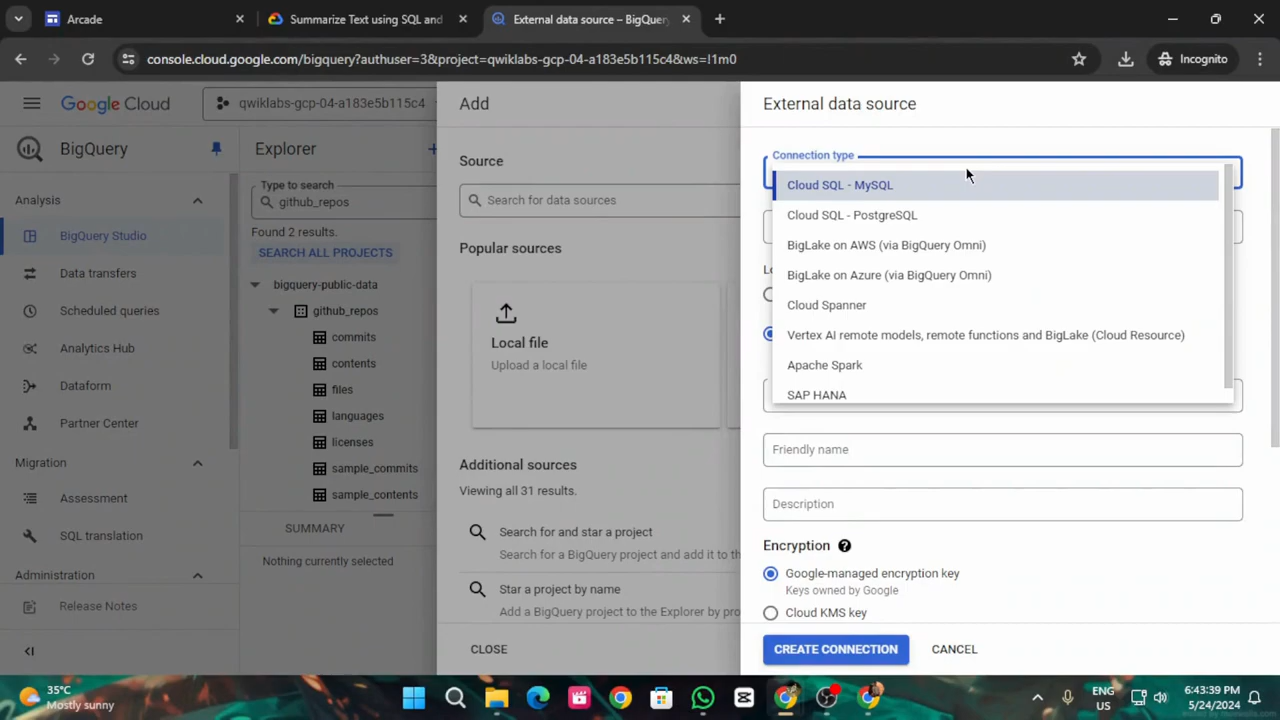 Arcade
Summarize Text using SQL and
External data source – BigQuery
console.cloud.google.com/bigquery?authuser=3&project=qwiklabs-gcp-04-a183e5b115c4&ws=!1m0
Incognito
Google Cloud
qwiklabs-gcp-04-a183e5b115c4
Add
External data source
BigQuery
Explorer
Analysis
BigQuery Studio
Data transfers
Scheduled queries
Analytics Hub
Dataform
Partner Center
Migration
Assessment
SQL translation
Administration
Release Notes
Type to search
github_repos
Found 2 results.
SEARCH ALL PROJECTS
bigquery-public-data
github_repos
commits
contents
files
languages
licenses
sample_commits
sample_contents
SUMMARY
Nothing currently selected
Source
Search for data sources
Popular sources
Local file
Upload a local file
Additional sources
Viewing all 31 results.
Search for and star a project
Search for a BigQuery project and add it to th
Star a project by name
Add a BigQuery project to the Explorer by pro
CLOSE
Connection type
Cloud SQL - MySQL
Cloud SQL - PostgreSQL
BigLake on AWS (via BigQuery Omni)
BigLake on Azure (via BigQuery Omni)
Cloud Spanner
Vertex AI remote models, remote functions and BigLake (Cloud Resource)
Apache Spark
SAP HANA
Friendly name
Description
Encryption
Google-managed encryption key
Keys owned by Google
Cloud KMS key
CREATE CONNECTION
CANCEL
35°C
Mostly sunny
ENG
US
6:43:39 PM
5/24/2024